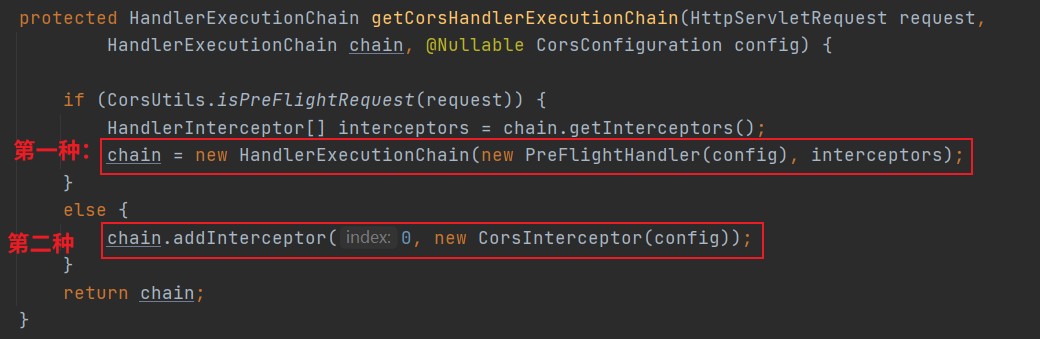 protected HandlerExecutionChain getCorsHandlerExecutionChain(HttpServletRequest request,
HandlerExecutionChain chain, @Nullable CorsConfiguration config) {
if (CorsUtils.isPreFlightRequest(request)) {
HandlerInterceptor[] interceptors = chain.getInterceptors();
第一种： chain = new HandlerExecutionChain(new PreFlightHandler(config), interceptors);
}
else {
第二种 chain.addInterceptor( index: 0, new CorsInterceptor(config));
}
return chain;
}